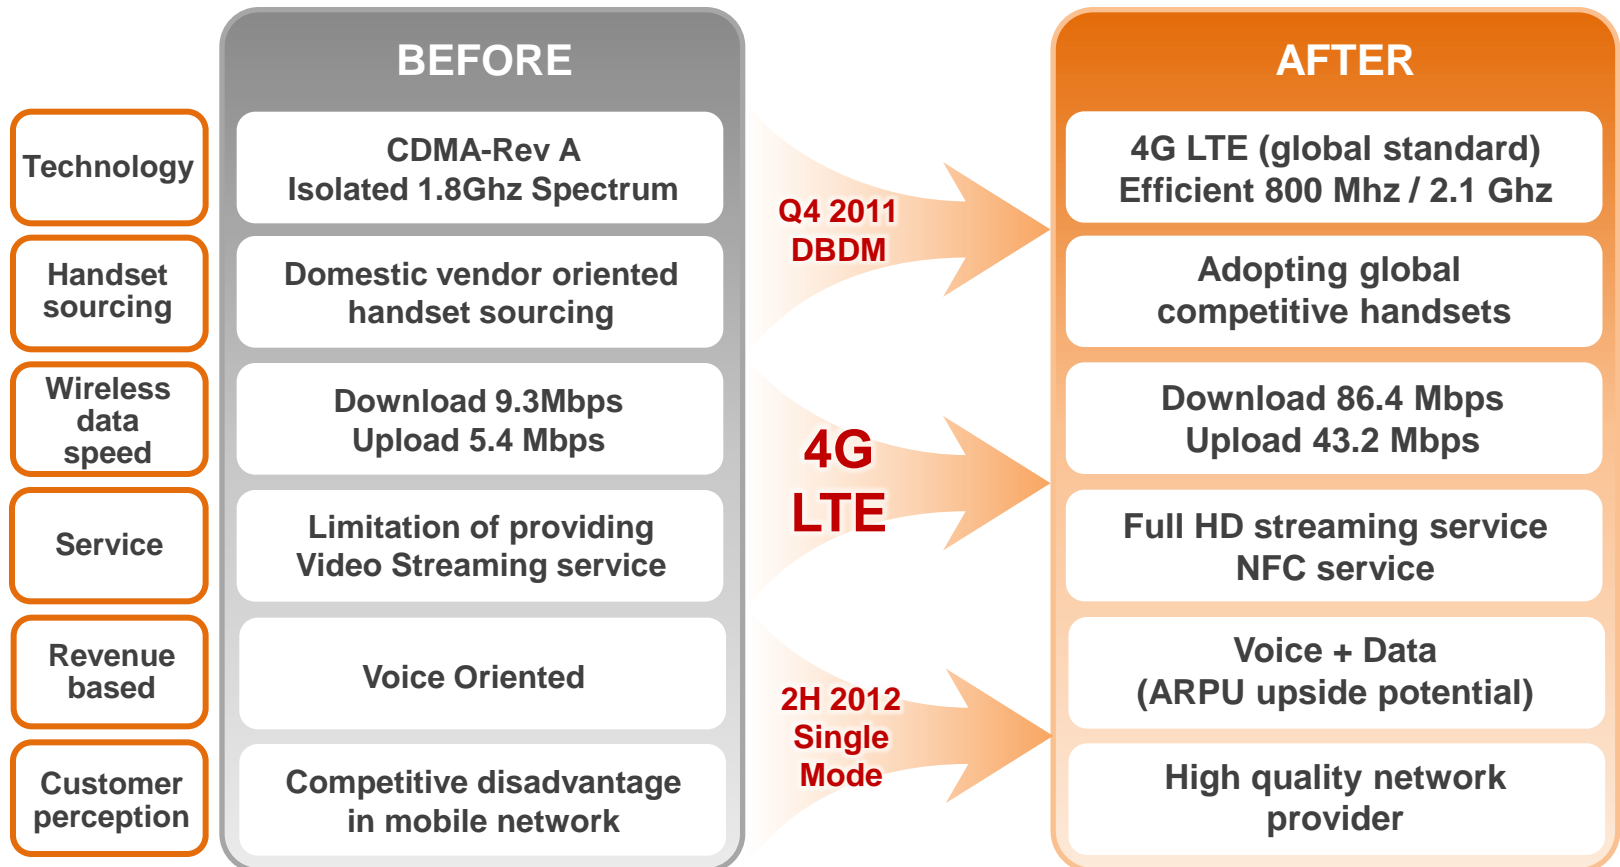 BEFORE
AFTER
Technology
CDMA-Rev A
Isolated 1.8Ghz Spectrum
4G LTE (global standard)
Efficient 800 Mhz / 2.1 Ghz
Q4 2011
DBDM
Handset
sourcing
Domestic vendor oriented
handset sourcing
Adopting global
competitive handsets
Wireless
data
speed
Download 9.3Mbps
Upload 5.4 Mbps
Download 86.4 Mbps
Upload 43.2 Mbps
4G
LTE
Service
Limitation of providing
Video Streaming service
Full HD streaming service
NFC service
Revenue
based
Voice Oriented
Voice + Data
(ARPU upside potential)
2H 2012
Single
Mode
Customer
perception
Competitive disadvantage
in mobile network
High quality network
provider